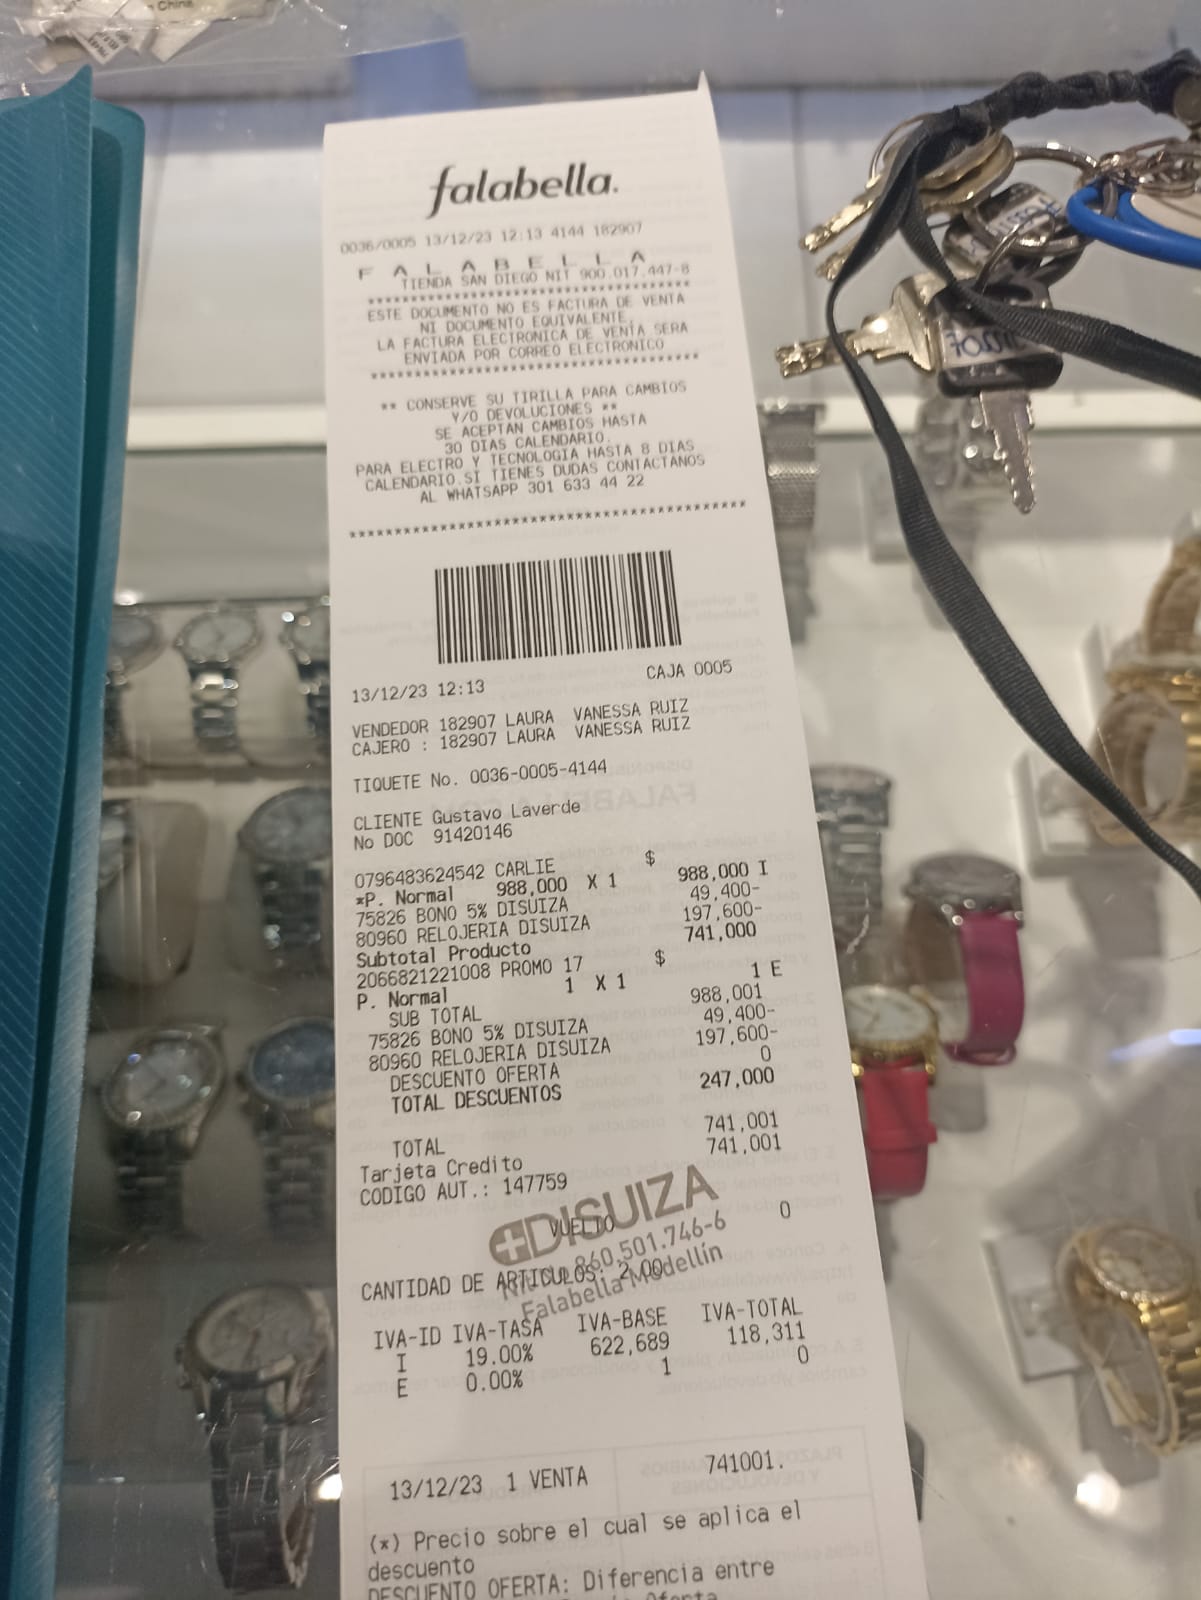 China
falabella.
0036/0005 13/12/23 12:13 4144 182907
F A L A B E L L A
TIENDA SAN DIEGO NIT 900.017.447-8
****************************************
ESTE DOCUMENTO NO ES FACTURA DE VENTA
NI DOCUMENTO EQUIVALENTE,
LA FACTURA ELECTRONICA DE VENTA SERA
ENVIADA POR CORREO ELECTRONICO
****************************************
** CONSERVE SU TIRILLA PARA CAMBIOS
Y/O DEVOLUCIONES **
SE ACEPTAN CAMBIOS HASTA
30 DIAS CALENDARIO.
PARA ELECTRO Y TECNOLOGIA HASTA 8 DIAS
CALENDARIO.SI TIENES DUDAS CONTACTANOS
AL WHATSAPP 301 633 44 22
****************************************
13/12/23 12:13 CAJA 0005
VENDEDOR 182907 LAURA VANESSA RUIZ
CAJERO : 182907 LAURA VANESSA RUIZ
TIQUETE No. 0036-0005-4144
CLIENTE Gustavo Laverde
No DOC 91420146
0796483624542 CARLIE $
*P. Normal 988,000 X 1 988,000 I
75826 BONO 5% DISUIZA 49,400-
80960 RELOJERIA DISUIZA 197,600-
Subtotal Producto 741,000
2066821221008 PROMO 17 $
P. Normal 1 X 1 1 E
SUB TOTAL 988,001
75826 BONO 5% DISUIZA 49,400-
80960 RELOJERIA DISUIZA 197,600-
DESCUENTO OFERTA 0
TOTAL DESCUENTOS 247,000
TOTAL 741,001
Tarjeta Credito 741,001
CODIGO AUT.: 147759
DISUIZA
VUELTO 0
860.501.746-6
Falabella Medellín
CANTIDAD DE ARTICULOS: 2.00
IVA-ID IVA-TASA IVA-BASE IVA-TOTAL
I 19.00% 622,689 118,311
E 0.00% 1 0
13/12/23 1 VENTA 741001.
(*) Precio sobre el cual se aplica el
descuento
DESCUENTO OFERTA: Diferencia entre